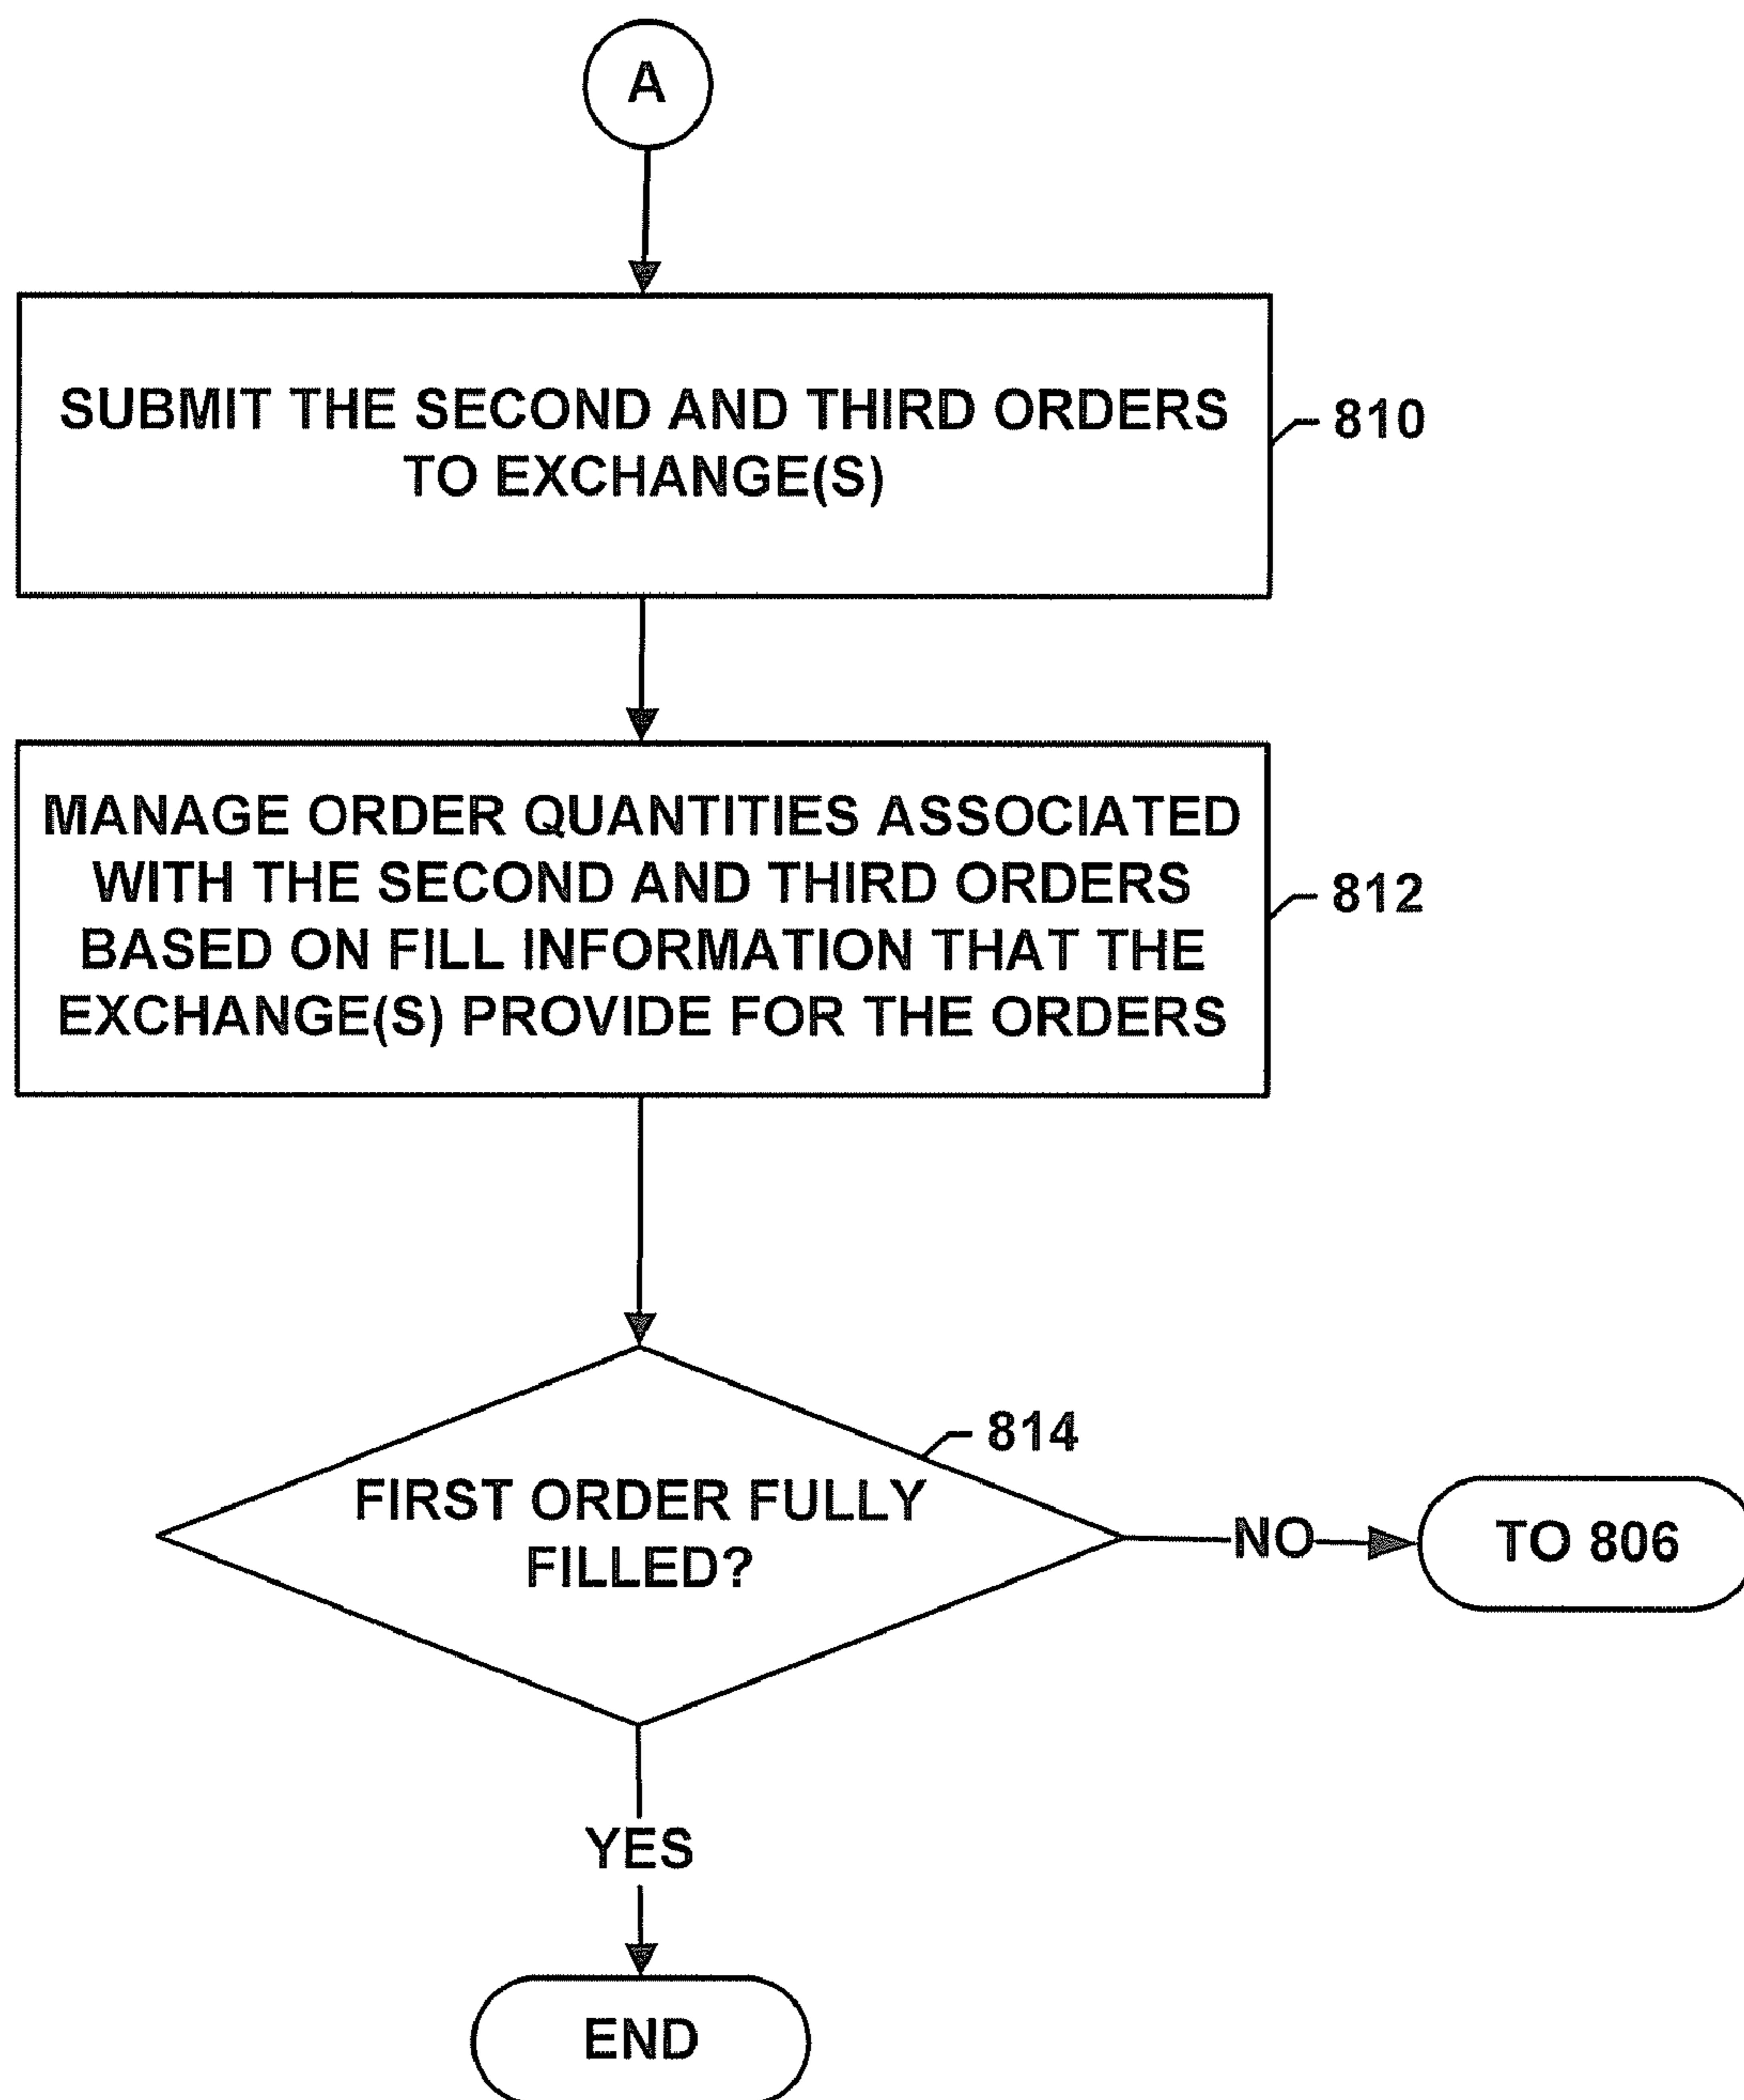 A
SUBMIT THE SECOND AND THIRD ORDERS
TO EXCHANGE(S)
810
MANAGE ORDER QUANTITIES ASSOCIATED
WITH THE SECOND AND THIRD ORDERS
BASED ON FILL INFORMATION THAT THE
EXCHANGE(S) PROVIDE FOR THE ORDERS
812
814
FIRST ORDER FULLY
FILLED?
NO
TO 806
YES
END